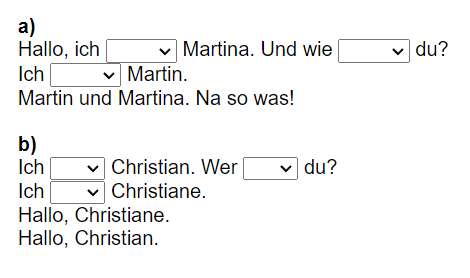 a)
Hallo, ich Martina. Und wie du?
Ich Martin.
Martin und Martina. Na so was!
b)
Ich Christian. Wer du?
Ich Christiane.
Hallo, Christiane.
Hallo, Christian.